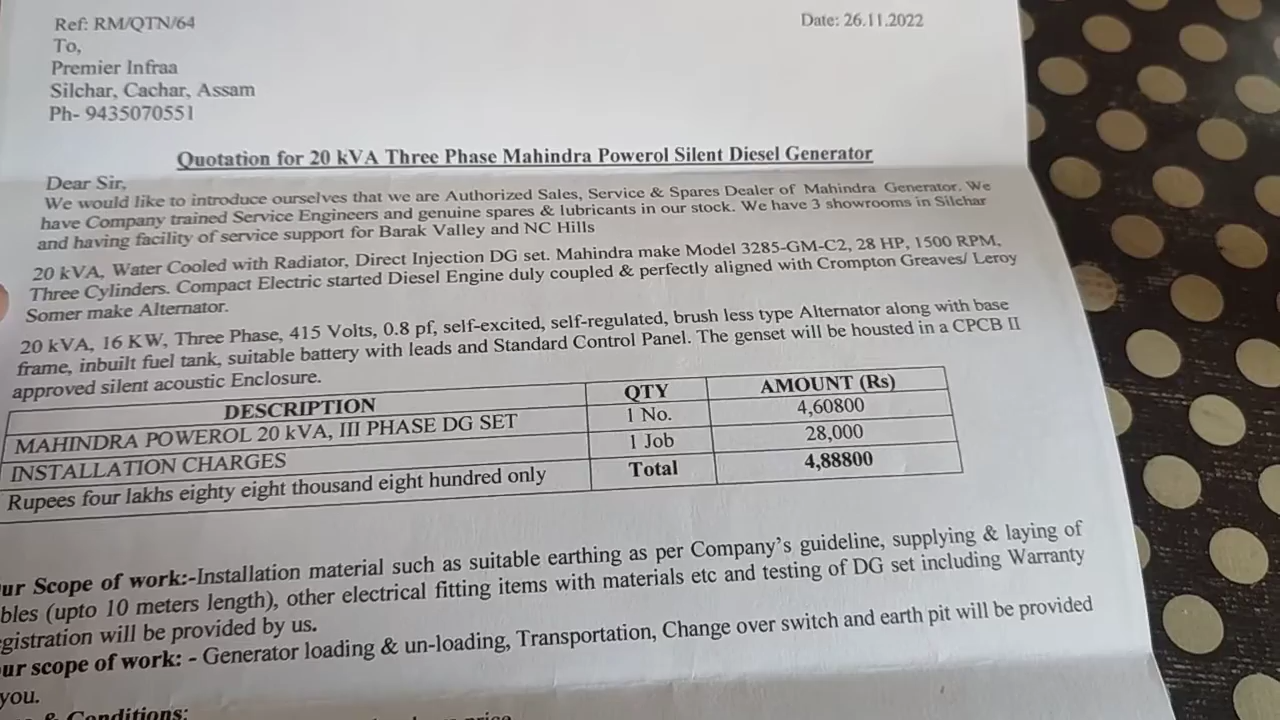 Ref: RM/QTN/64
Date: 26.11.2022
To,
Premier Infraa
Silchar, Cachar, Assam
Ph- 9435070551
Quotation for 20 kVA Three Phase Mahindra Powerol Silent Diesel Generator
Dear Sir,
We would like to introduce ourselves that we are Authorized Sales, Service & Spares Dealer of Mahindra Generator. We
have Company trained Service Engineers and genuine spares & lubricants in our stock. We have 3 showrooms in Silchar
and having facility of service support for Barak Valley and NC Hills
20 kVA, Water Cooled with Radiator, Direct Injection DG set. Mahindra make Model 3285-GM-C2, 28 HP, 1500 RPM,
Three Cylinders. Compact Electric started Diesel Engine duly coupled & perfectly aligned with Crompton Greaves/ Leroy
Somer make Alternator.
20 kVA, 16 KW, Three Phase, 415 Volts, 0.8 pf, self-excited, self-regulated, brush less type Alternator along with base
frame, inbuilt fuel tank, suitable battery with leads and Standard Control Panel. The genset will be housted in a CPCB II
approved silent acoustic Enclosure.
DESCRIPTION QTY AMOUNT (Rs)
MAHINDRA POWEROL 20 kVA, III PHASE DG SET 1 No. 4,60800
INSTALLATION CHARGES 1 Job 28,000
Rupees four lakhs eighty eight thousand eight hundred only Total 4,88800
ur Scope of work:-Installation material such as suitable earthing as per Company's guideline, supplying & laying of
bles (upto 10 meters length), other electrical fitting items with materials etc and testing of DG set including Warranty
gistration will be provided by us.
ur scope of work: - Generator loading & un-loading, Transportation, Change over switch and earth pit will be provided
you.
& Conditions:
price